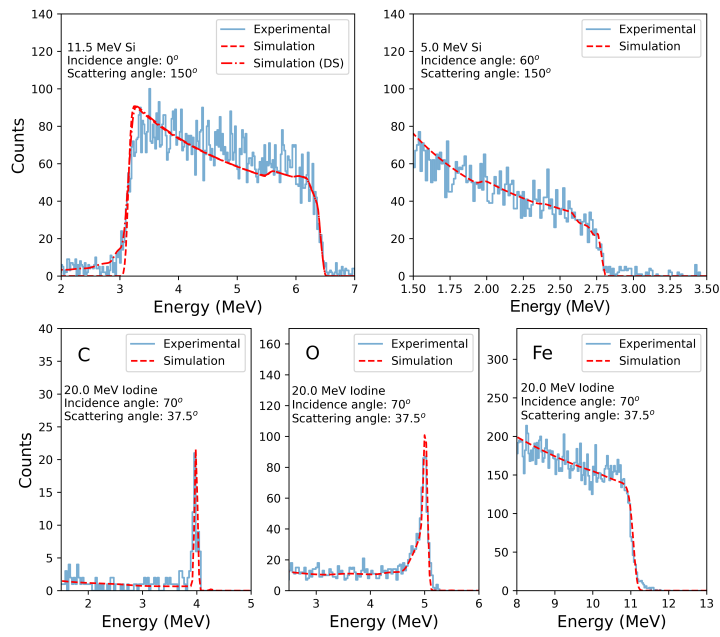 140
120
100
80
60
40
20
0
Counts
11.5 MeV Si
Incidence angle: 0°
Scattering angle: 150°
Experimental
Simulation
Simulation (DS)
2 3 4 5 6 7
Energy (MeV)
140
120
100
80
60
40
20
0
5.0 MeV Si
Incidence angle: 60°
Scattering angle: 150°
Experimental
Simulation
1.50 1.75 2.00 2.25 2.50 2.75 3.00 3.25 3.50
Energy (MeV)
40
35
30
25
20
15
10
5
0
Counts
C
Experimental
Simulation
20.0 MeV Iodine
Incidence angle: 70°
Scattering angle: 37.5°
2 3 4 5
Energy (MeV)
160
140
120
100
80
60
40
20
0
O
Experimental
Simulation
20.0 MeV Iodine
Incidence angle: 70°
Scattering angle: 37.5°
3 4 5 6
Energy (MeV)
300
250
200
150
100
50
0
Fe
Experimental
Simulation
20.0 MeV Iodine
Incidence angle: 70°
Scattering angle: 37.5°
8 9 10 11 12 13
Energy (MeV)